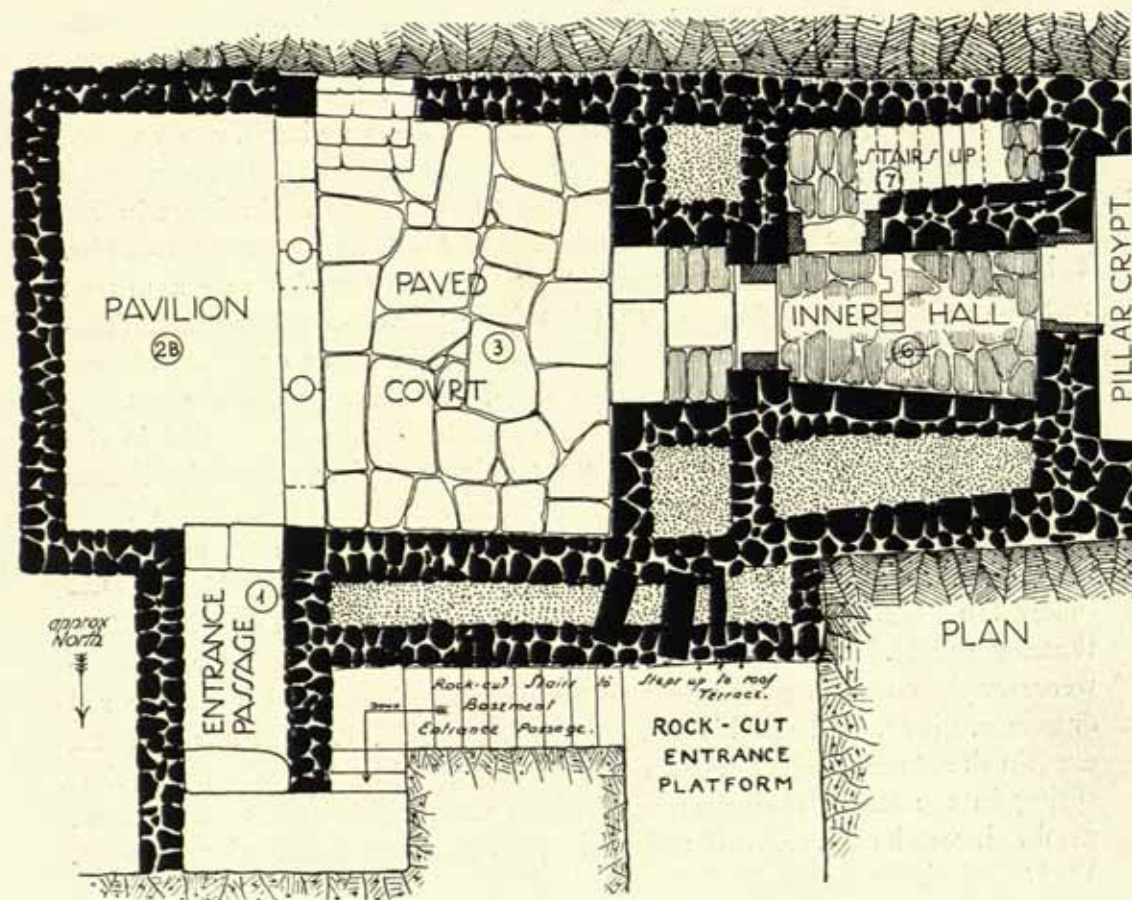 STAIRS UP
7
PILLAR CRYPT.
PAVILION
2B
PAVED
3
COVRT
INNER HALL
6
ENTRANCE
PASSAGE
1
approx
North
PLAN
Rock-cut Stairs to
Down Basement
Entrance Passage.
Steps up to roof
Terrace.
ROCK-CUT
ENTRANCE
PLATFORM